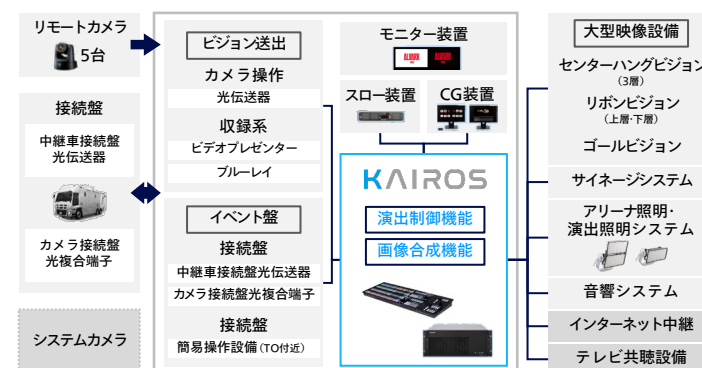 リモートカメラ
5台
接続盤
中継車接続盤
光伝送器
カメラ接続盤
光複合端子
システムカメラ
ビジョン送出
カメラ操作
光伝送器
収録系
ビデオプレゼンター
ブルーレイ
イベント盤
接続盤
中継車接続盤光伝送器
カメラ接続盤光複合端子
接続盤
簡易操作設備(TO付近)
モニター装置
スロー装置
CG装置
KAIROS
演出制御機能
画像合成機能
大型映像設備
センターハングビジョン
(3層)
リボンビジョン
(上層·下層)
ゴールビジョン
サイネージシステム
アリーナ照明·
演出照明システム
音響システム
インターネット中継
テレビ共聴設備